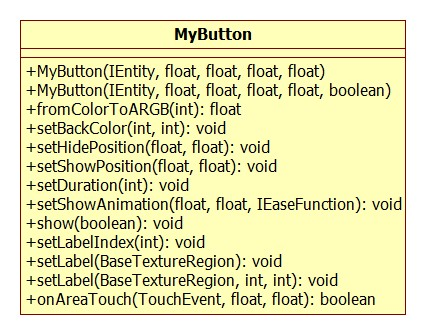 MyButton
+MyButton(IEntity, float, float, float, float)
+MyButton(IEntity, float, float, float, float, boolean)
+fromColorToARGB(int): float
+setBackColor(int, int): void
+setHidePosition(float, float): void
+setShowPosition(float, float): void
+setDuration(int): void
+setShowAnimation(float, float, IEaseFunction): void
+show(boolean): void
+setLabelIndex(int): void
+setLabel(BaseTextureRegion): void
+setLabel(BaseTextureRegion, int, int): void
+onAreaTouch(TouchEvent, float, float): boolean